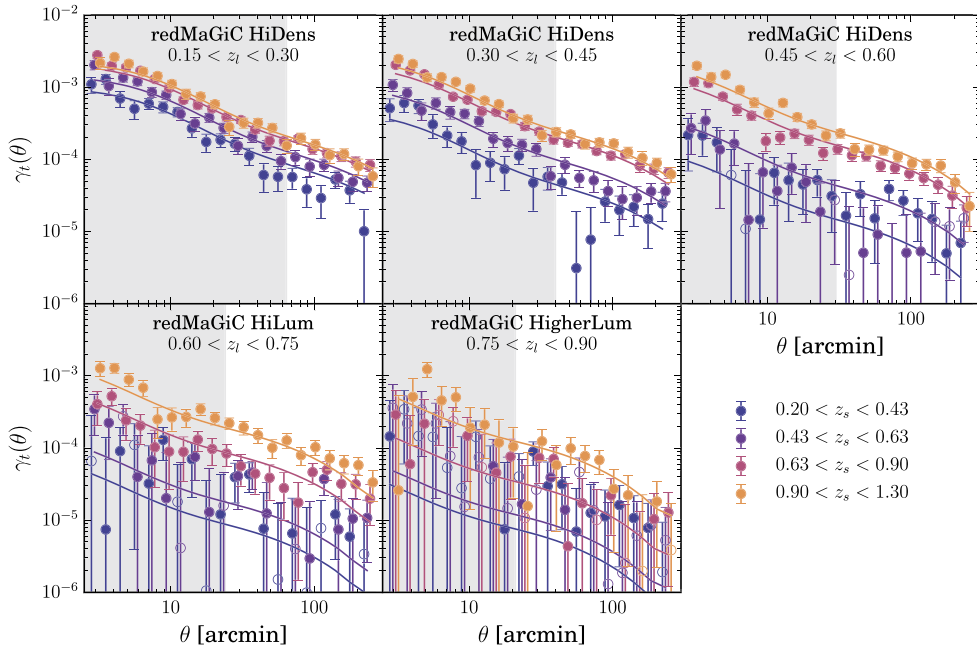 redMaGiC HiDens
0.15 < z_l < 0.30
redMaGiC HiDens
0.30 < z_l < 0.45
redMaGiC HiDens
0.45 < z_l < 0.60
10⁻²
10⁻³
10⁻⁴
10⁻⁵
10⁻⁶
γ_t(θ)
10
100
θ [arcmin]
redMaGiC HiLum
0.60 < z_l < 0.75
redMaGiC HigherLum
0.75 < z_l < 0.90
10⁻³
10⁻⁴
10⁻⁵
10⁻⁶
γ_t(θ)
10
100
10
100
θ [arcmin]
θ [arcmin]
0.20 < z_s < 0.43
0.43 < z_s < 0.63
0.63 < z_s < 0.90
0.90 < z_s < 1.30